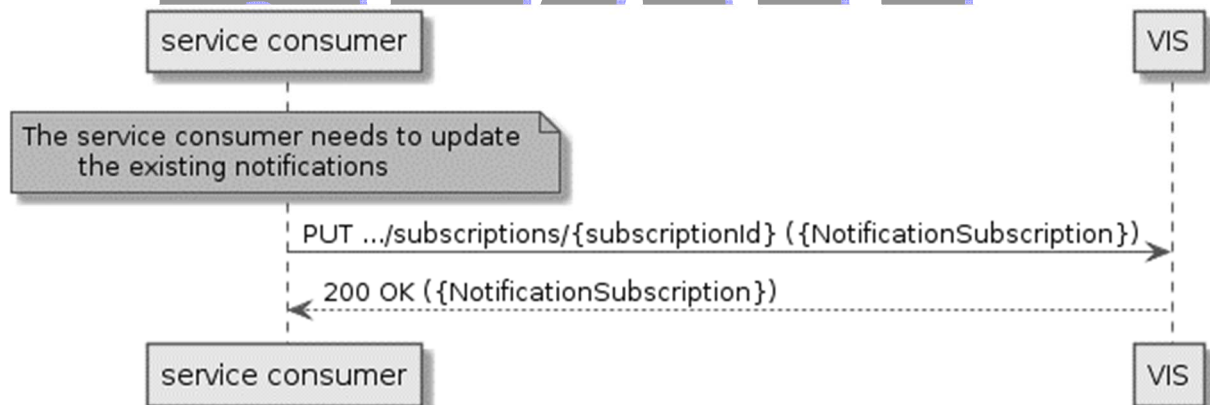 service consumer
VIS
The service consumer needs to update
the existing notifications
PUT .../subscriptions/{subscriptionId} ({NotificationSubscription})
200 OK ({NotificationSubscription})
service consumer
VIS